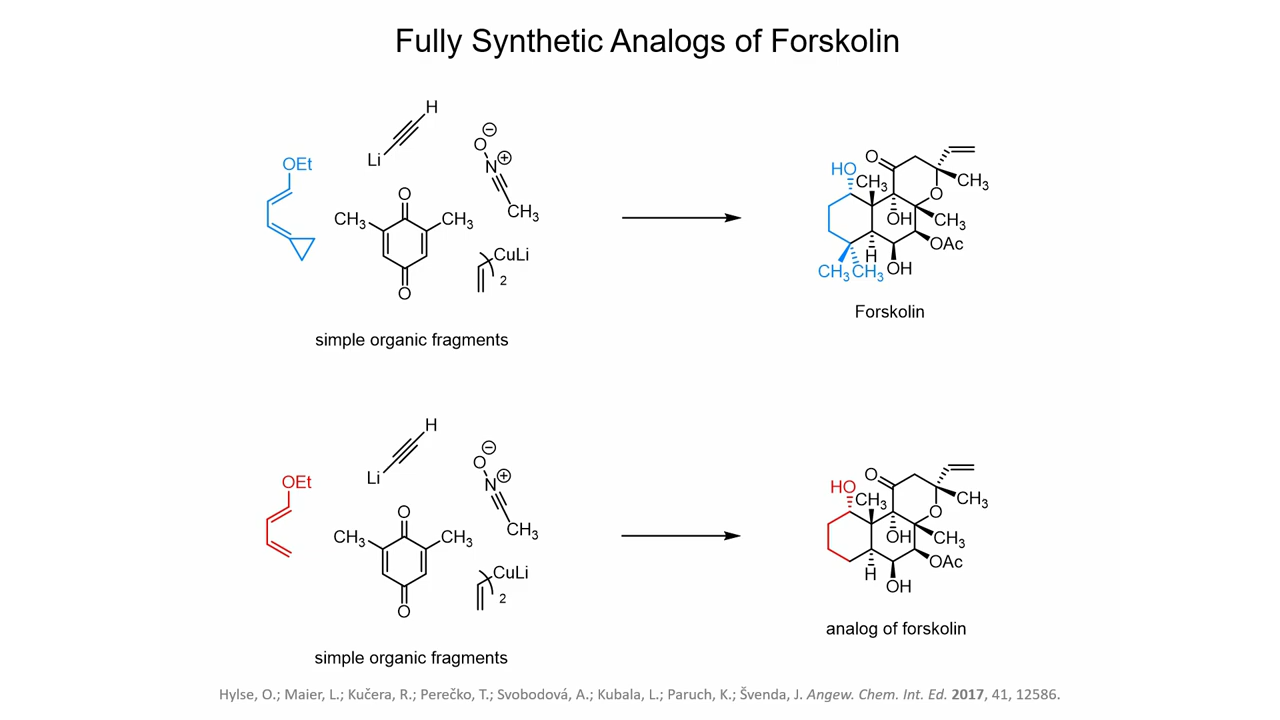 Fully Synthetic Analogs of Forskolin
H
Li
OEt
O
CH3
CH3
O
⊖
O
N⊕
CH3
CuLi
2
simple organic fragments
O
HO
CH3
CH3
O
OH
CH3
H
OAc
CH3CH3
OH
Forskolin
H
Li
OEt
O
CH3
CH3
O
⊖
O
N⊕
CH3
CuLi
2
simple organic fragments
O
HO
CH3
CH3
O
OH
CH3
H
OAc
OH
analog of forskolin
Hylse, O.; Maier, L.; Kučera, R.; Perečko, T.; Svobodová, A.; Kubala, L.; Paruch, K.; Švenda, J. Angew. Chem. Int. Ed. 2017, 41, 12586.